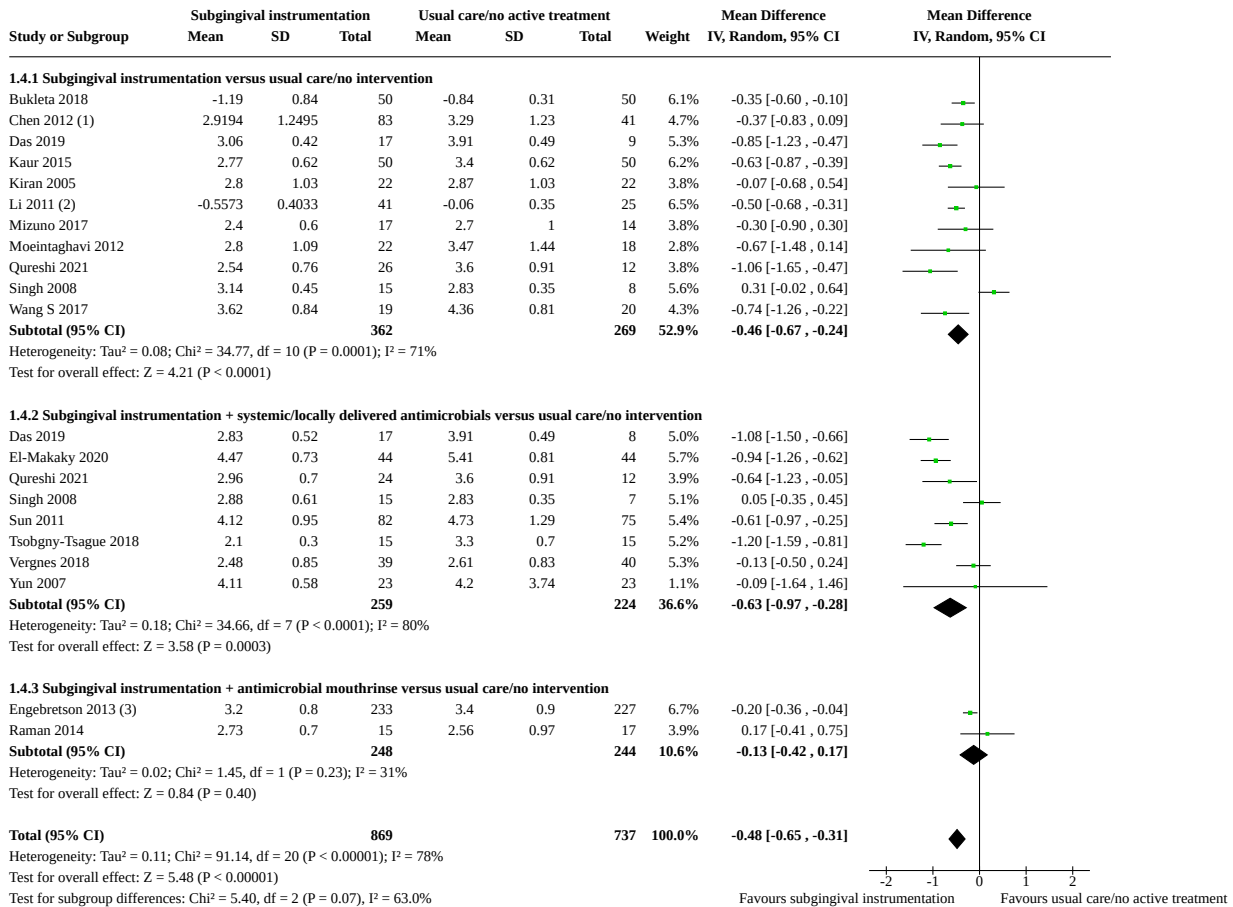 Subgingival instrumentation Usual care/no active treatment Mean Difference Mean Difference
Study or Subgroup Mean SD Total Mean SD Total Weight IV, Random, 95% CI IV, Random, 95% CI
1.4.1 Subgingival instrumentation versus usual care/no intervention
Bukleta 2018 -1.19 0.84 50 -0.84 0.31 50 6.1% -0.35 [-0.60 , -0.10]
Chen 2012 (1) 2.9194 1.2495 83 3.29 1.23 41 4.7% -0.37 [-0.83 , 0.09]
Das 2019 3.06 0.42 17 3.91 0.49 9 5.3% -0.85 [-1.23 , -0.47]
Kaur 2015 2.77 0.62 50 3.4 0.62 50 6.2% -0.63 [-0.87 , -0.39]
Kiran 2005 2.8 1.03 22 2.87 1.03 22 3.8% -0.07 [-0.68 , 0.54]
Li 2011 (2) -0.5573 0.4033 41 -0.06 0.35 25 6.5% -0.50 [-0.68 , -0.31]
Mizuno 2017 2.4 0.6 17 2.7 1 14 3.8% -0.30 [-0.90 , 0.30]
Moeintaghavi 2012 2.8 1.09 22 3.47 1.44 18 2.8% -0.67 [-1.48 , 0.14]
Qureshi 2021 2.54 0.76 26 3.6 0.91 12 3.8% -1.06 [-1.65 , -0.47]
Singh 2008 3.14 0.45 15 2.83 0.35 8 5.6% 0.31 [-0.02 , 0.64]
Wang S 2017 3.62 0.84 19 4.36 0.81 20 4.3% -0.74 [-1.26 , -0.22]
Subtotal (95% CI) 362 269 52.9% -0.46 [-0.67 , -0.24]
Heterogeneity: Tau² = 0.08; Chi² = 34.77, df = 10 (P = 0.0001); I² = 71%
Test for overall effect: Z = 4.21 (P < 0.0001)
1.4.2 Subgingival instrumentation + systemic/locally delivered antimicrobials versus usual care/no intervention
Das 2019 2.83 0.52 17 3.91 0.49 8 5.0% -1.08 [-1.50 , -0.66]
El-Makaky 2020 4.47 0.73 44 5.41 0.81 44 5.7% -0.94 [-1.26 , -0.62]
Qureshi 2021 2.96 0.7 24 3.6 0.91 12 3.9% -0.64 [-1.23 , -0.05]
Singh 2008 2.88 0.61 15 2.83 0.35 7 5.1% 0.05 [-0.35 , 0.45]
Sun 2011 4.12 0.95 82 4.73 1.29 75 5.4% -0.61 [-0.97 , -0.25]
Tsobgny-Tsague 2018 2.1 0.3 15 3.3 0.7 15 5.2% -1.20 [-1.59 , -0.81]
Vergnes 2018 2.48 0.85 39 2.61 0.83 40 5.3% -0.13 [-0.50 , 0.24]
Yun 2007 4.11 0.58 23 4.2 3.74 23 1.1% -0.09 [-1.64 , 1.46]
Subtotal (95% CI) 259 224 36.6% -0.63 [-0.97 , -0.28]
Heterogeneity: Tau² = 0.18; Chi² = 34.66, df = 7 (P < 0.0001); I² = 80%
Test for overall effect: Z = 3.58 (P = 0.0003)
1.4.3 Subgingival instrumentation + antimicrobial mouthrinse versus usual care/no intervention
Engebretson 2013 (3) 3.2 0.8 233 3.4 0.9 227 6.7% -0.20 [-0.36 , -0.04]
Raman 2014 2.73 0.7 15 2.56 0.97 17 3.9% 0.17 [-0.41 , 0.75]
Subtotal (95% CI) 248 244 10.6% -0.13 [-0.42 , 0.17]
Heterogeneity: Tau² = 0.02; Chi² = 1.45, df = 1 (P = 0.23); I² = 31%
Test for overall effect: Z = 0.84 (P = 0.40)
Total (95% CI) 869 737 100.0% -0.48 [-0.65 , -0.31]
Heterogeneity: Tau² = 0.11; Chi² = 91.14, df = 20 (P < 0.00001); I² = 78%
Test for overall effect: Z = 5.48 (P < 0.00001) -2 -1 0 1 2
Test for subgroup differences: Chi² = 5.40, df = 2 (P = 0.07), I² = 63.0% Favours subgingival instrumentation Favours usual care/no active treatment